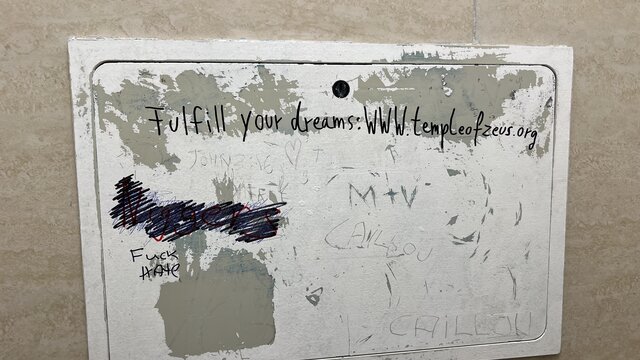 Fulfill your dreams: WWW.templeofzeus.org
M+V
CAILLOU
FUCK
HATE
CAILLOU